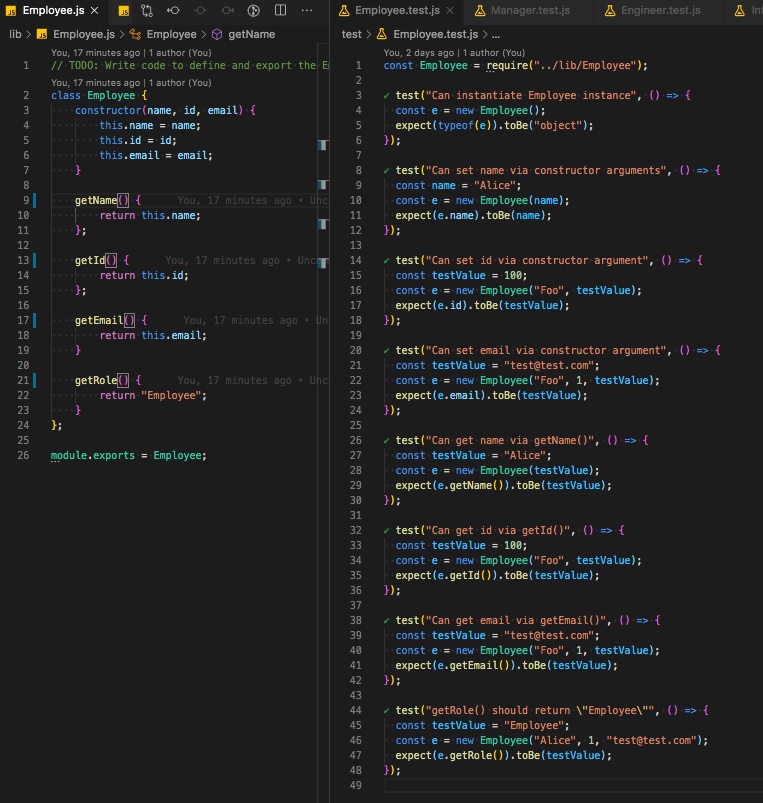 Employee.js
Employee.test.js
Manager.test.js
Engineer.test.js
lib > Employee.js > Employee > getName
test > Employee.test.js > ...
You, 17 minutes ago | 1 author (You)
1 // TODO: Write code to define and export the
You, 17 minutes ago | 1 author (You)
2 class Employee {
3 constructor(name, id, email) {
4 this.name = name;
5 this.id = id;
6 this.email = email;
7 }
8
9 getName() { You, 17 minutes ago •
10 return this.name;
11 };
12
13 getId() { You, 17 minutes ago •
14 return this.id;
15 };
16
17 getEmail() { You, 17 minutes ago •
18 return this.email;
19 }
20
21 getRole() { You, 17 minutes ago •
22 return "Employee";
23 }
24 };
25
26 module.exports = Employee;
You, 2 days ago | 1 author (You)
1 const Employee = require("../lib/Employee");
2
3 test("Can instantiate Employee instance", () => {
4 const e = new Employee();
5 expect(typeof(e)).toBe("object");
6 });
7
8 test("Can set name via constructor arguments", () => {
9 const name = "Alice";
10 const e = new Employee(name);
11 expect(e.name).toBe(name);
12 });
13
14 test("Can set id via constructor argument", () => {
15 const testValue = 100;
16 const e = new Employee("Foo", testValue);
17 expect(e.id).toBe(testValue);
18 });
19
20 test("Can set email via constructor argument", () => {
21 const testValue = "test@test.com";
22 const e = new Employee("Foo", 1, testValue);
23 expect(e.email).toBe(testValue);
24 });
25
26 test("Can get name via getName()", () => {
27 const testValue = "Alice";
28 const e = new Employee(testValue);
29 expect(e.getName()).toBe(testValue);
30 });
31
32 test("Can get id via getId()", () => {
33 const testValue = 100;
34 const e = new Employee("Foo", testValue);
35 expect(e.getId()).toBe(testValue);
36 });
37
38 test("Can get email via getEmail()", () => {
39 const testValue = "test@test.com";
40 const e = new Employee("Foo", 1, testValue);
41 expect(e.getEmail()).toBe(testValue);
42 });
43
44 test("getRole() should return \"Employee\"", () => {
45 const testValue = "Employee";
46 const e = new Employee("Alice", 1, "test@test.com");
47 expect(e.getRole()).toBe(testValue);
48 });
49